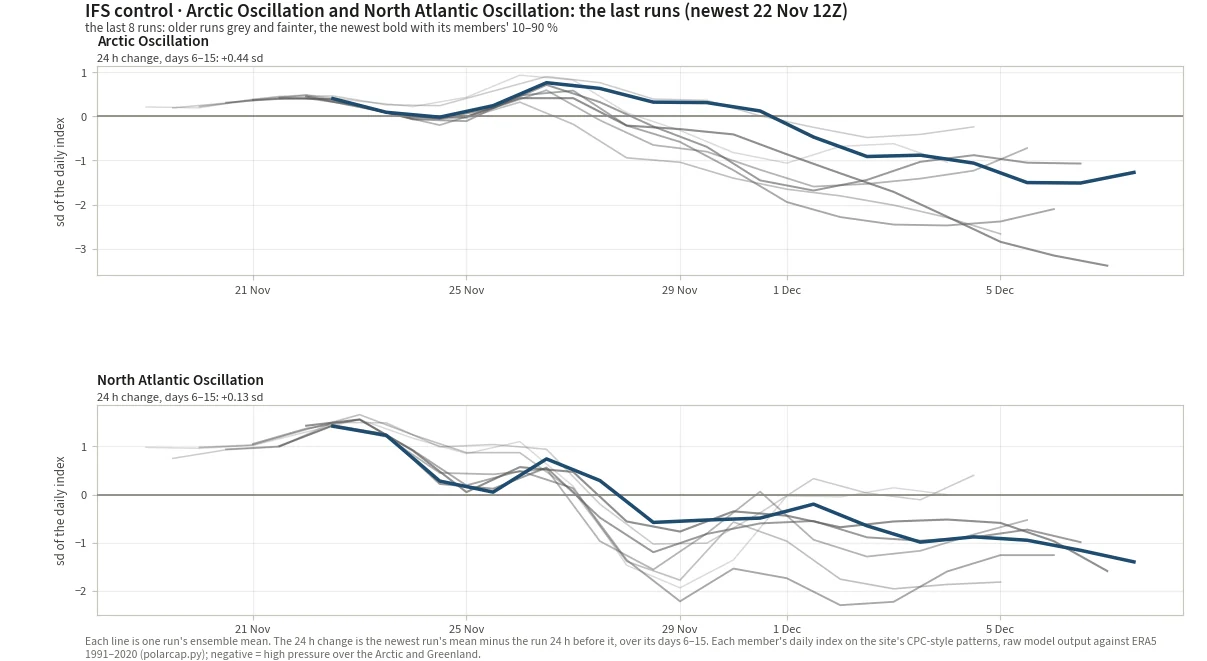 IFS control · Arctic Oscillation and North Atlantic Oscillation: the last runs (newest 22 Nov 12Z)
the last 8 runs: older runs grey and fainter, the newest bold with its members' 10–90 %
Arctic Oscillation
24 h change, days 6–15: +0.44 sd
1
0
−1
−2
−3
sd of the daily index
21 Nov
25 Nov
29 Nov
1 Dec
5 Dec
North Atlantic Oscillation
24 h change, days 6–15: +0.13 sd
1
0
−1
−2
sd of the daily index
21 Nov
25 Nov
29 Nov
1 Dec
5 Dec
Each line is one run's ensemble mean. The 24 h change is the newest run's mean minus the run 24 h before it, over its days 6–15. Each member's daily index on the site's CPC-style patterns, raw model output against ERA5
1991–2020 (polarcap.py); negative = high pressure over the Arctic and Greenland.